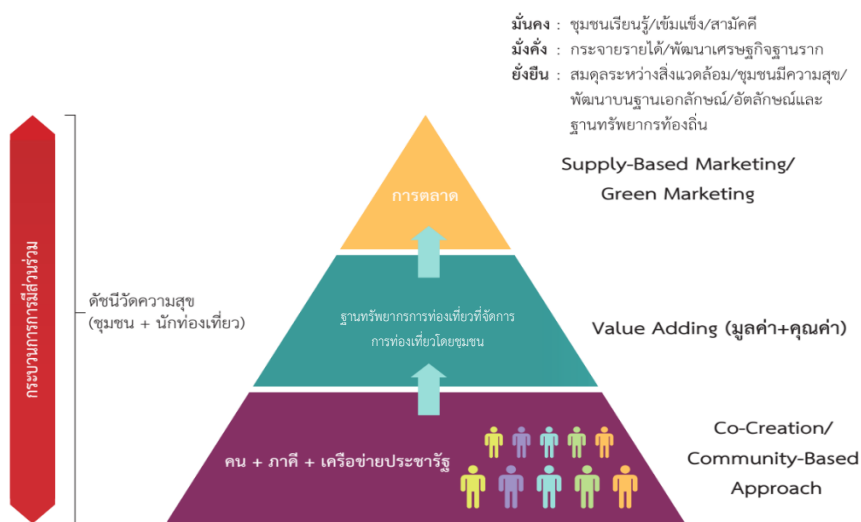 มั่นคง : ชุมชนเรียนรู้/เข้มแข็ง/สามัคคี
มั่งคั่ง : กระจายรายได้/พัฒนาเศรษฐกิจฐานราก
ยั่งยืน : สมดุลระหว่างสิ่งแวดล้อม/ชุมชนมีความสุข/
พัฒนาบนฐานเอกลักษณ์/อัตลักษณ์และ
ฐานทรัพยากรท้องถิ่น
Supply-Based Marketing/
Green Marketing
การตลาด
กระบวนการการมีส่วนร่วม
ดัชนีวัดความสุข
(ชุมชน + นักท่องเที่ยว)
ฐานทรัพยากรการท่องเที่ยวที่จัดการ
การท่องเที่ยวโดยชุมชน
Value Adding (มูลค่า+คุณค่า)
คน + ภาคี + เครือข่ายประชารัฐ
Co-Creation/
Community-Based
Approach